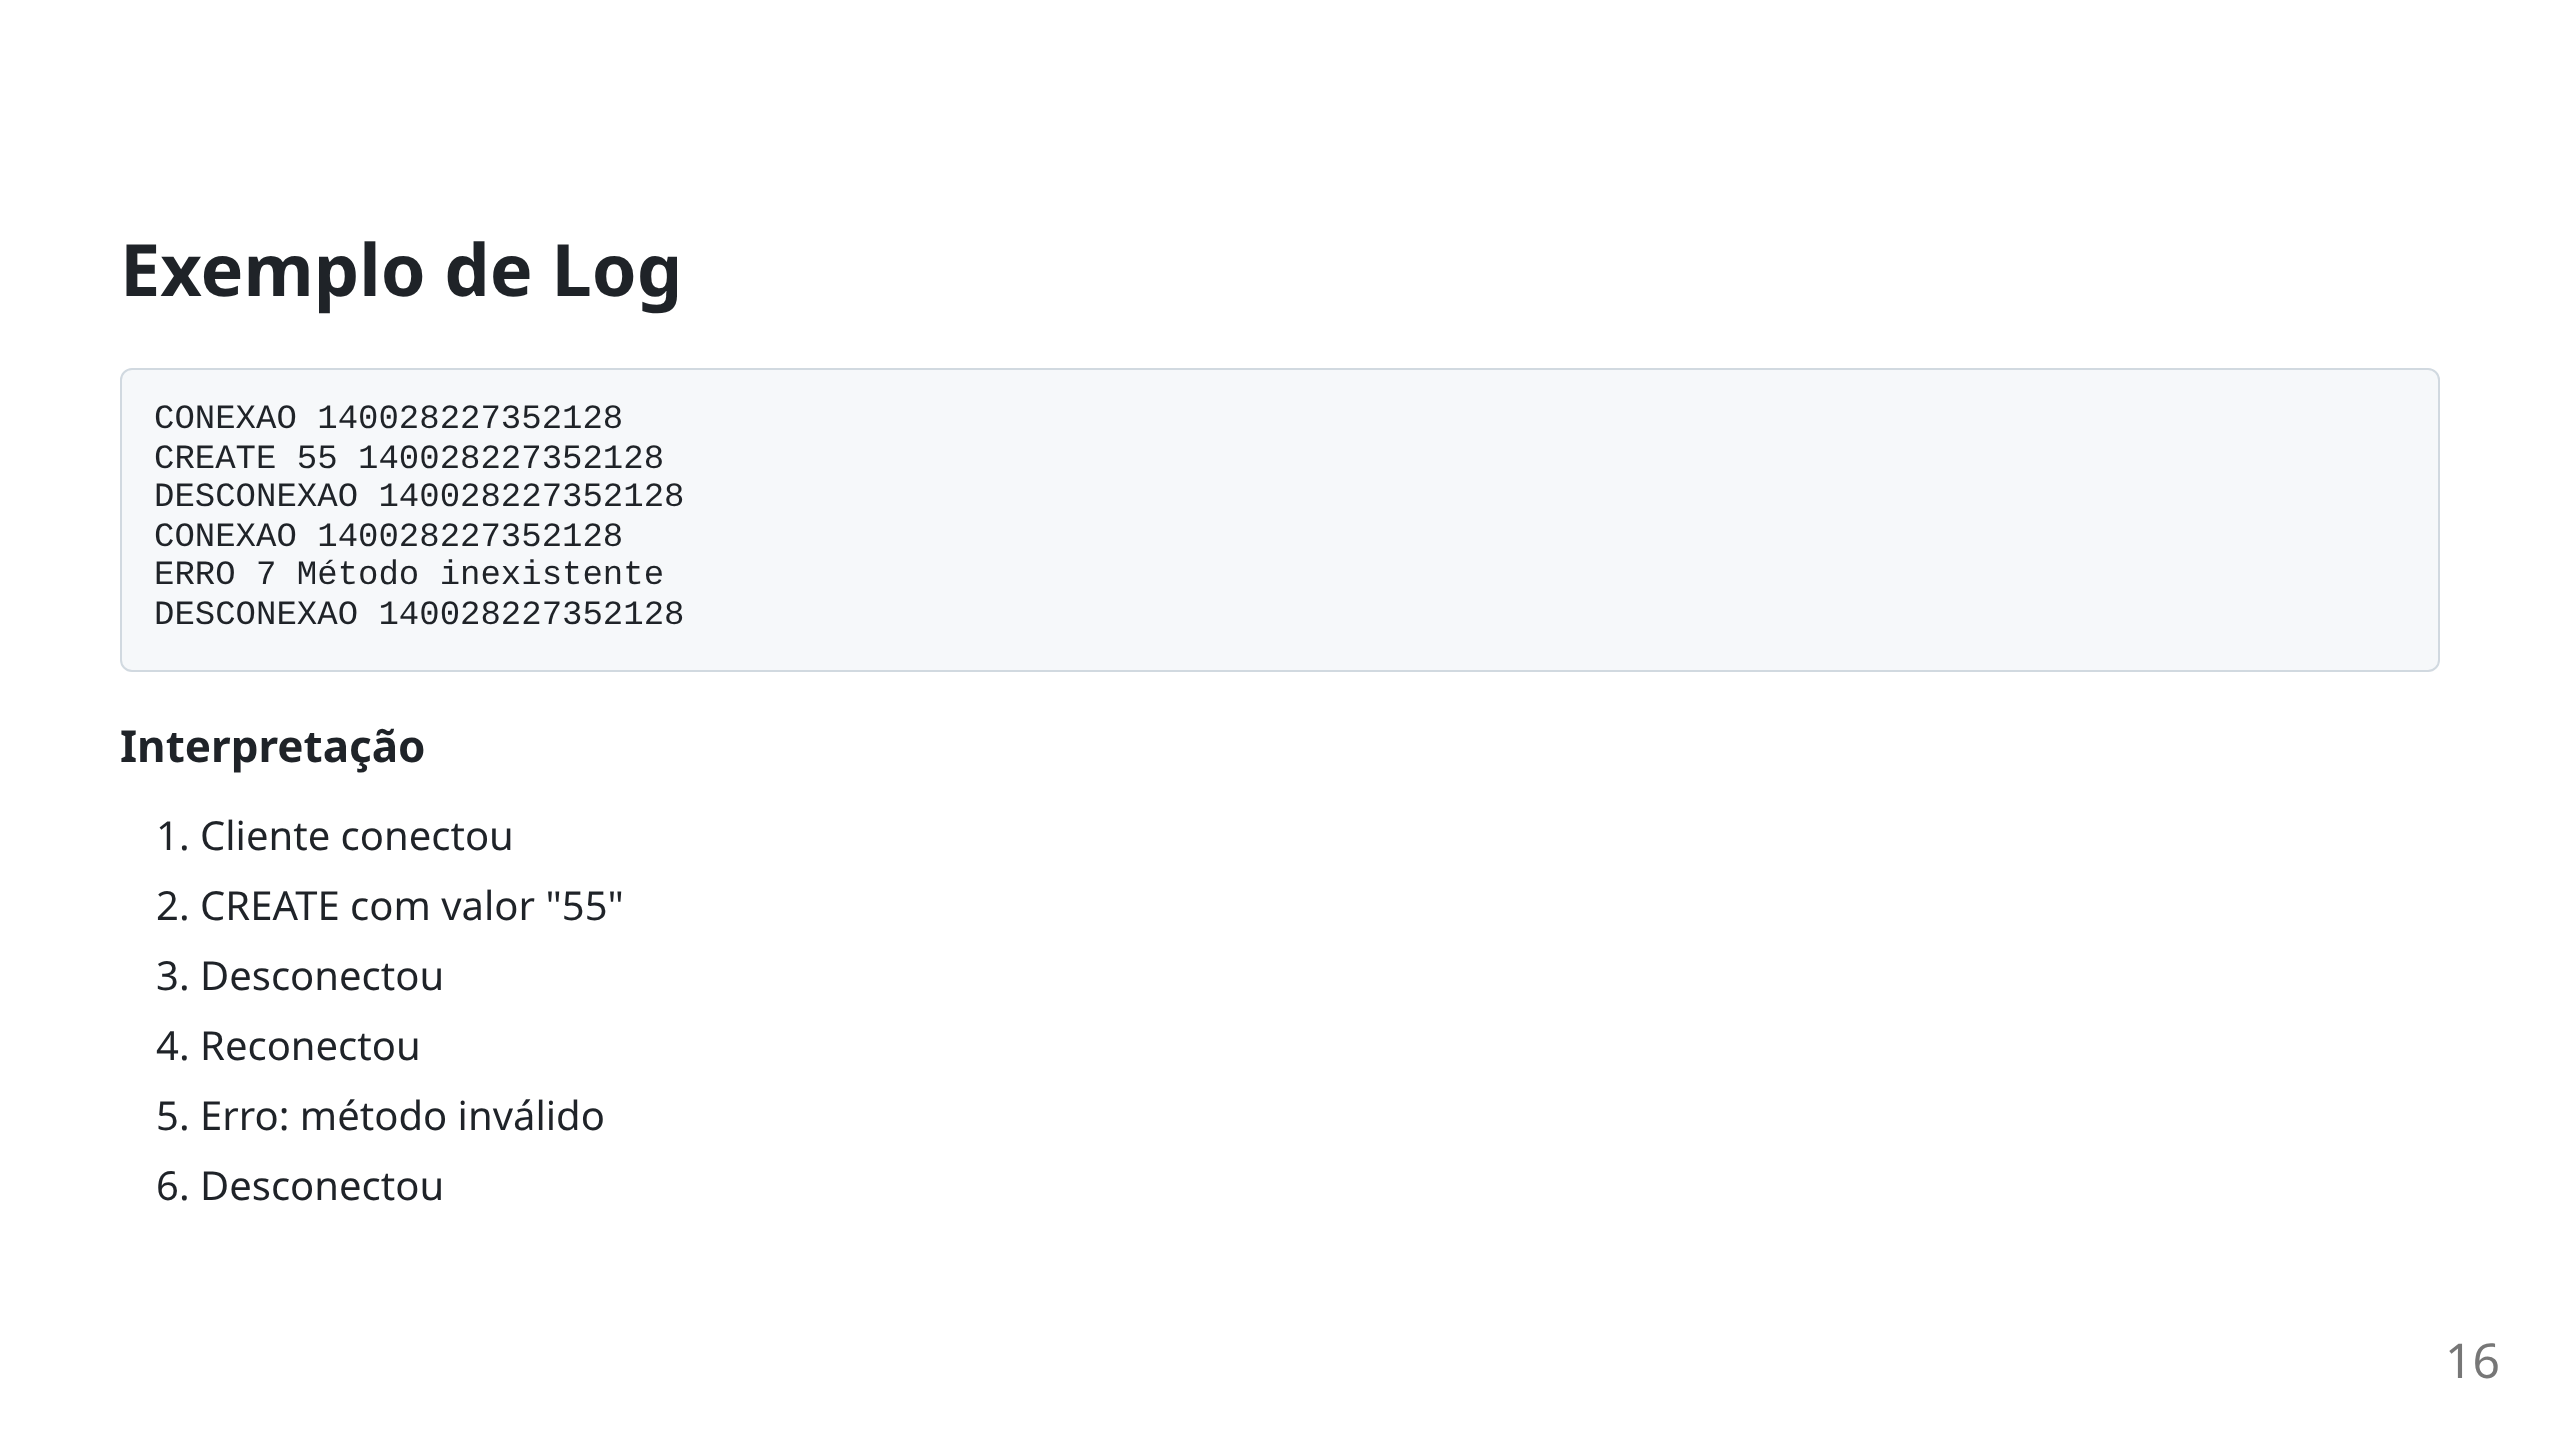 Exemplo de Log
CONEXAO 140028227352128
CREATE 55 140028227352128
DESCONEXAO 140028227352128
CONEXAO 140028227352128
ERRO 7 Método inexistente
DESCONEXAO 140028227352128
Interpretação
1. Cliente conectou
2. CREATE com valor "55"
3. Desconectou
4. Reconectou
5. Erro: método inválido
6. Desconectou
16